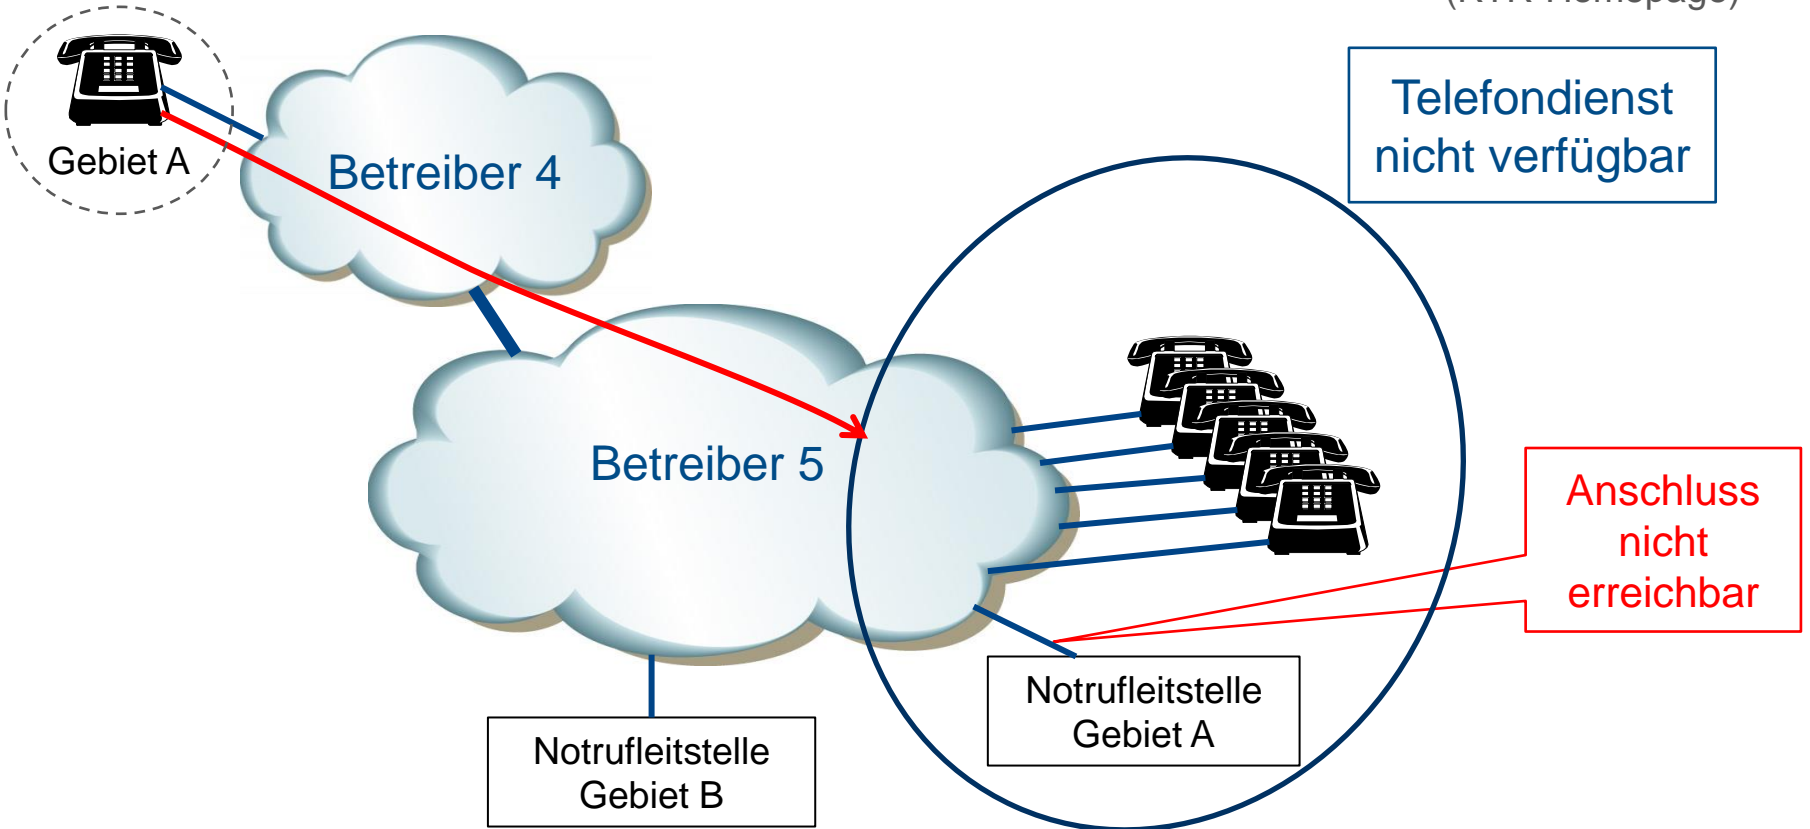 Telefondienst
nicht verfügbar
Gebiet A
Betreiber 4
Betreiber 5
Anschluss
nicht
erreichbar
Notrufleitstelle
Gebiet A
Notrufleitstelle
Gebiet B